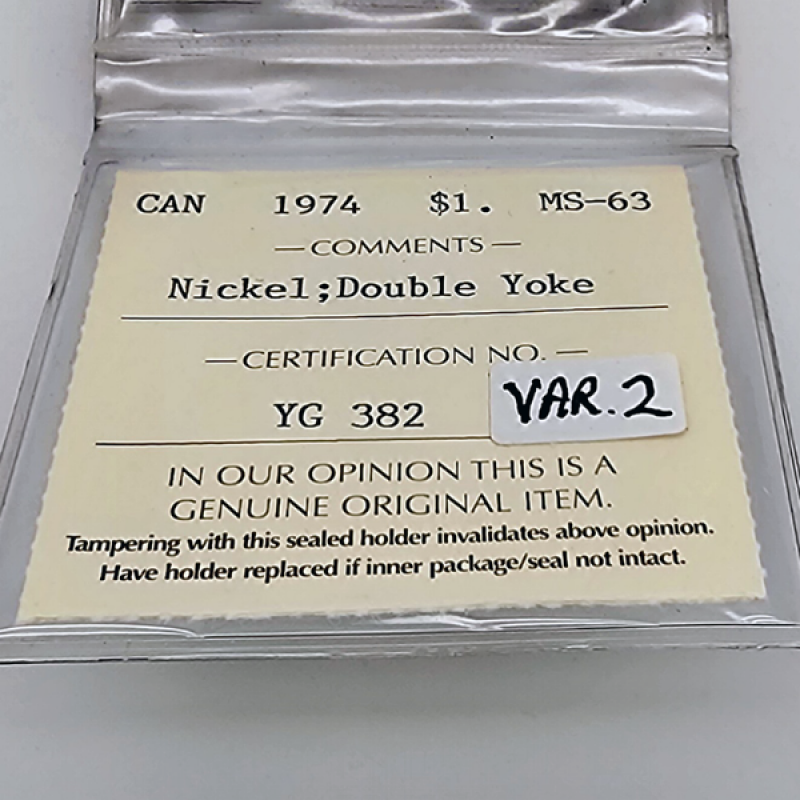 CAN 1974 $1. MS-63
—COMMENTS—
Nickel;Double Yoke
—CERTIFICATION NO.—
YG 382
VAR.2
IN OUR OPINION THIS IS A
GENUINE ORIGINAL ITEM.
Tampering with this sealed holder invalidates above opinion.
Have holder replaced if inner package/seal not intact.